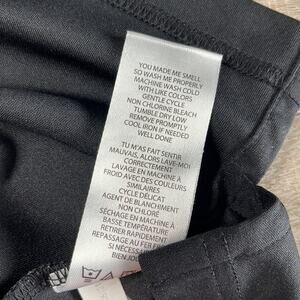 YOU MADE ME SMELL
SO WASH ME PROPERLY
MACHINE WASH COLD
WITH LIKE COLORS
GENTLE CYCLE
NON CHLORINE BLEACH
TUMBLE DRY LOW
REMOVE PROMPTLY
COOL IRON IF NEEDED
WELL DONE
TU M'AS FAIT SENTIR
MAUVAIS, ALORS LAVE-MOI
CORRECTEMENT
LAVAGE EN MACHINE À
FROID AVEC DES COULEURS
SIMILAIRES
CYCLE DÉLICAT
AGENT DE BLANCHIMENT
NON CHLORÉ
SÉCHAGE EN MACHINE À
BASSE TEMPÉRATURE
RETIRER RAPIDEMENT
REPASSAGE AU FER
SI BESOIN
BIEN JOUÉ